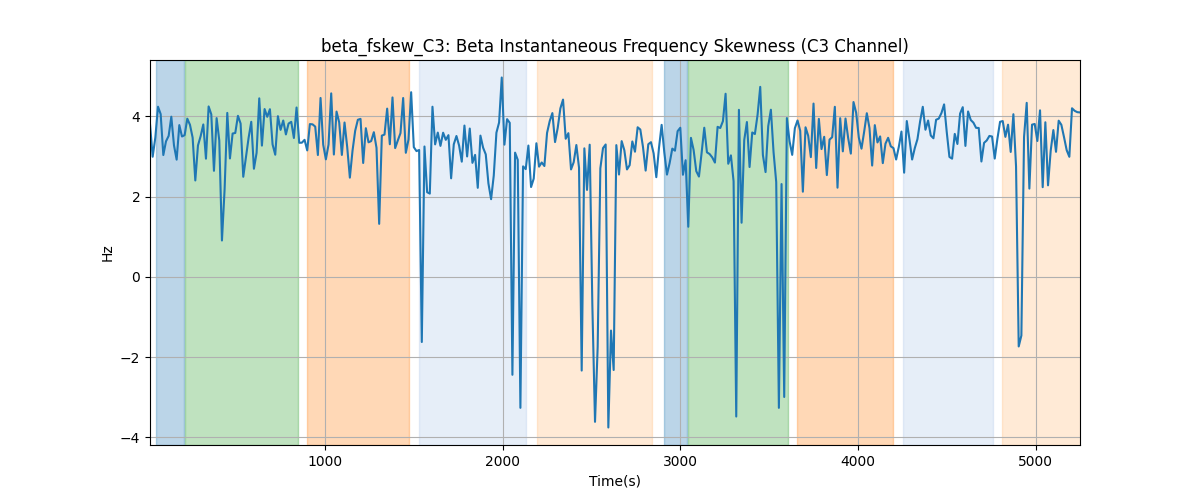 beta_fskew_C3: Beta Instantaneous Frequency Skewness (C3 Channel)
4
2
0
−2
−4
Hz
1000 2000 3000 4000 5000
Time(s)